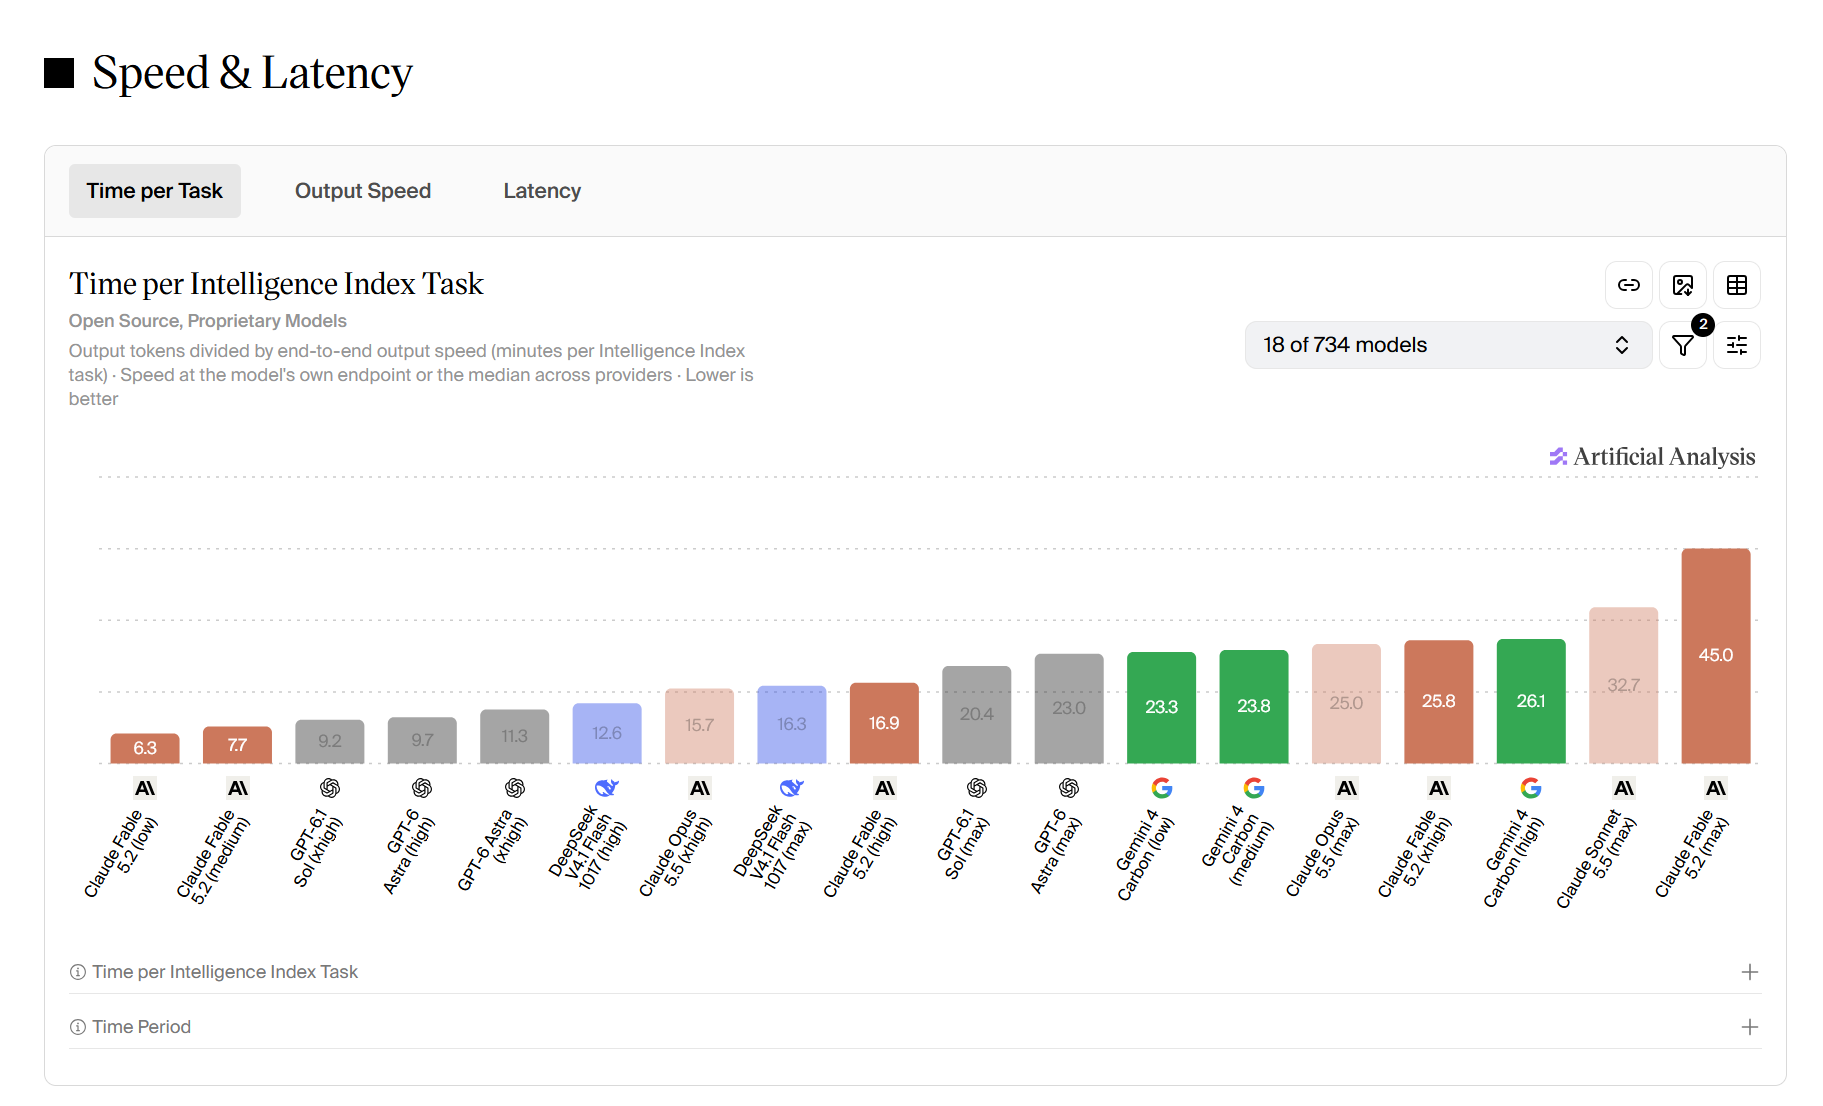 Speed & Latency
Time per Task
Output Speed
Latency
Time per Intelligence Index Task
Open Source, Proprietary Models
Output tokens divided by end-to-end output speed (minutes per Intelligence Index
task) · Speed at the model's own endpoint or the median across providers · Lower is
better
18 of 734 models
2
Artificial Analysis
6.3
7.7
9.2
9.7
11.3
12.6
15.7
16.3
16.9
20.4
23.0
23.3
23.8
25.0
25.8
26.1
32.7
45.0
Claude Fable
5.2 (low)
Claude Fable
5.2 (medium)
GPT-6.1
Sol (xhigh)
GPT-6
Astra (high)
GPT-6 Astra
(xhigh)
DeepSeek
V4.1 Flash
1017 (high)
Claude Opus
5.5 (xhigh)
DeepSeek
V4.1 Flash
1017 (max)
Claude Fable
5.2 (high)
GPT-6.1
Sol (max)
GPT-6
Astra (max)
Gemini 4
Carbon (low)
Gemini 4
Carbon
(medium)
Claude Opus
5.5 (max)
Claude Fable
5.2 (xhigh)
Gemini 4
Carbon (high)
Claude Sonnet
5.5 (max)
Claude Fable
5.2 (max)
Time per Intelligence Index Task
Time Period